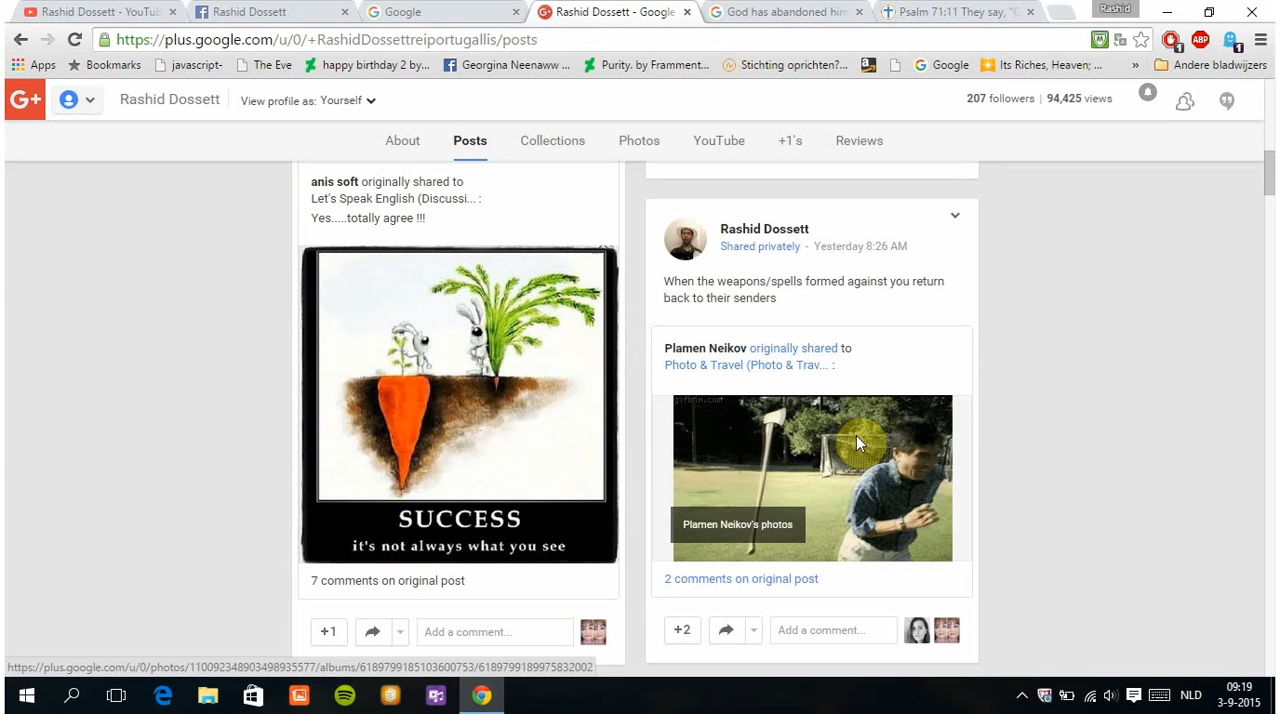 Rashid Dossett - YouTu
Rashid Dossett
Google
Rashid Dossett - Google
God has abandoned him
Psalm 71:11 They say, "G
Rashid
https://plus.google.com/u/0/+RashidDossettreiportugallis/posts
Apps
Bookmarks
javascript-
The Eve
happy birthday 2 by...
Georgina Neenaww ...
Purity. by Framment...
Stichting oprichten?...
Google
Its Riches, Heaven; ...
»
Andere bladwijzers
G+
Rashid Dossett
View profile as: Yourself
207 followers | 94,425 views
About
Posts
Collections
Photos
YouTube
+1's
Reviews
anis soft originally shared to
Let's Speak English (Discussi... :
Yes.....totally agree !!!
SUCCESS
it's not always what you see
7 comments on original post
+1
Add a comment...
Rashid Dossett
Shared privately - Yesterday 8:26 AM
When the weapons/spells formed against you return
back to their senders
Plamen Neikov originally shared to
Photo & Travel (Photo & Trav... :
gifbin.com
Plamen Neikov's photos
2 comments on original post
+2
Add a comment...
https://plus.google.com/u/0/photos/110092348903498935577/albums/6189799185103600753/6189799189975832002
NLD
09:19
3-9-2015